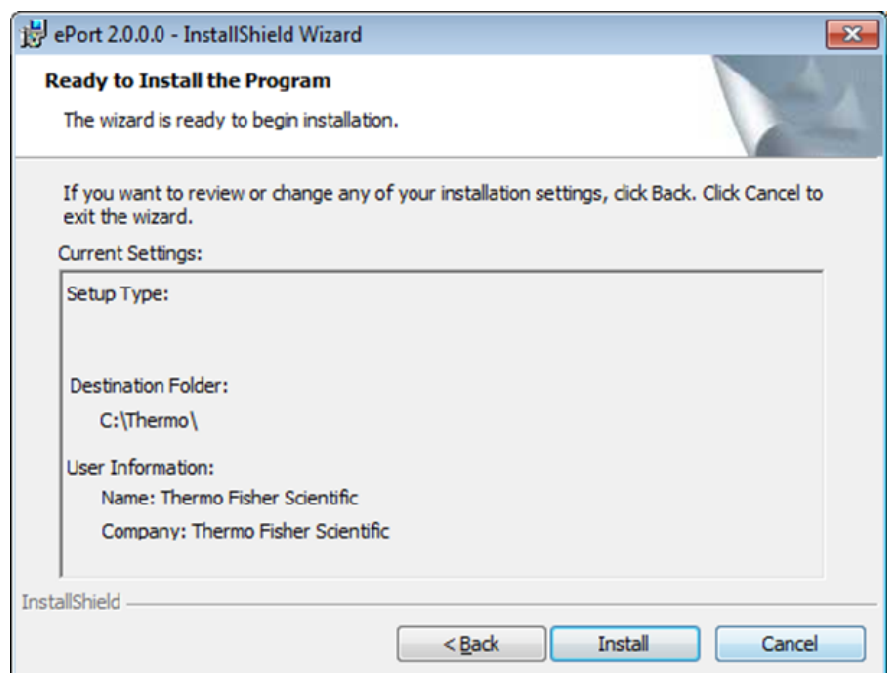 ePort 2.0.0.0 - InstallShield Wizard
Ready to Install the Program
The wizard is ready to begin installation.
If you want to review or change any of your installation settings, click Back. Click Cancel to
exit the wizard.
Current Settings:
Setup Type:
Destination Folder:
C:\Thermo\
User Information:
Name: Thermo Fisher Scientific
Company: Thermo Fisher Scientific
InstallShield
< Back
Install
Cancel